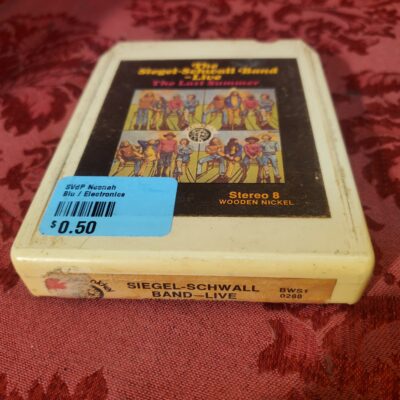 The
Siegel-Schwall Band
-Live
The Last Summer
Stereo 8
WOODEN NICKEL
SVdP Neenah
Blu / Electronics
$0.50
SIEGEL-SCHWALL
BAND-LIVE
BWS1
0288